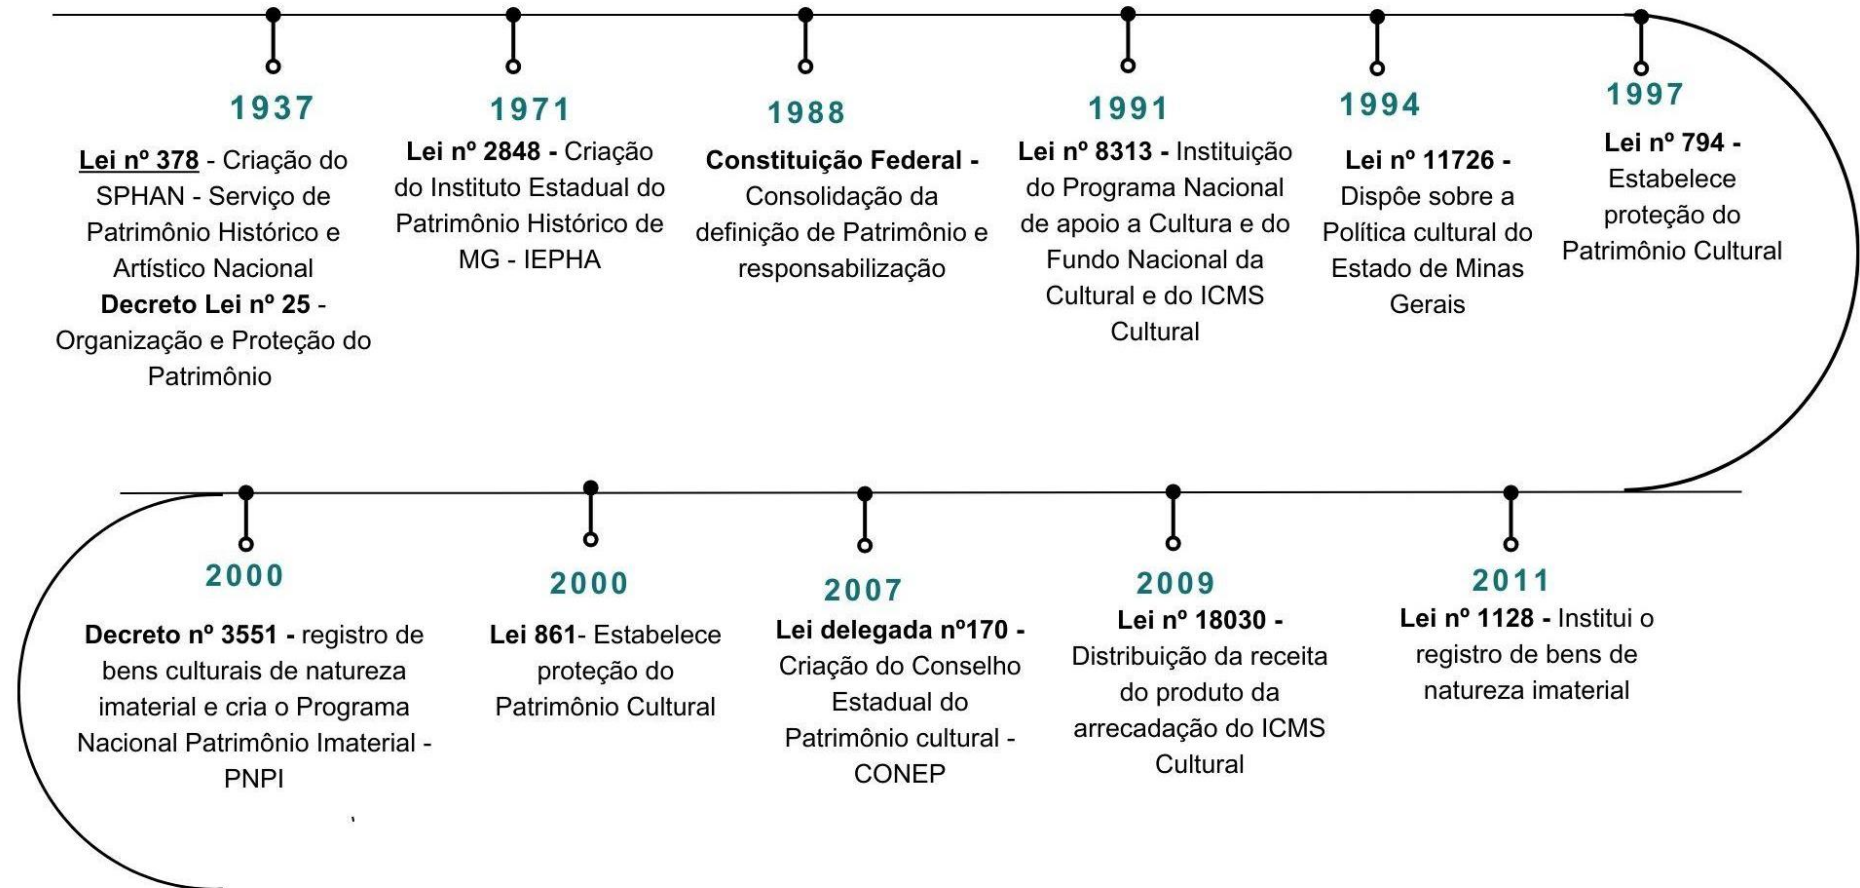 1937
Lei nº 378 - Criação do
SPHAN - Serviço de
Patrimônio Histórico e
Artístico Nacional
Decreto Lei nº 25 -
Organização e Proteção do
Patrimônio
1971
Lei nº 2848 - Criação
do Instituto Estadual do
Patrimônio Histórico de
MG - IEPHA
1988
Constituição Federal -
Consolidação da
definição de Patrimônio e
responsabilização
1991
Lei nº 8313 - Instituição
do Programa Nacional
de apoio a Cultura e do
Fundo Nacional da
Cultural e do ICMS
Cultural
1994
Lei nº 11726 -
Dispôe sobre a
Política cultural do
Estado de Minas
Gerais
1997
Lei nº 794 -
Estabelece
proteção do
Patrimônio Cultural
2000
Decreto nº 3551 - registro de
bens culturais de natureza
imaterial e cria o Programa
Nacional Patrimônio Imaterial -
PNPI
2000
Lei 861- Estabelece
proteção do
Patrimônio Cultural
2007
Lei delegada nº170 -
Criação do Conselho
Estadual do
Patrimônio cultural -
CONEP
2009
Lei nº 18030 -
Distribuição da receita
do produto da
arrecadação do ICMS
Cultural
2011
Lei nº 1128 - Institui o
registro de bens de
natureza imaterial